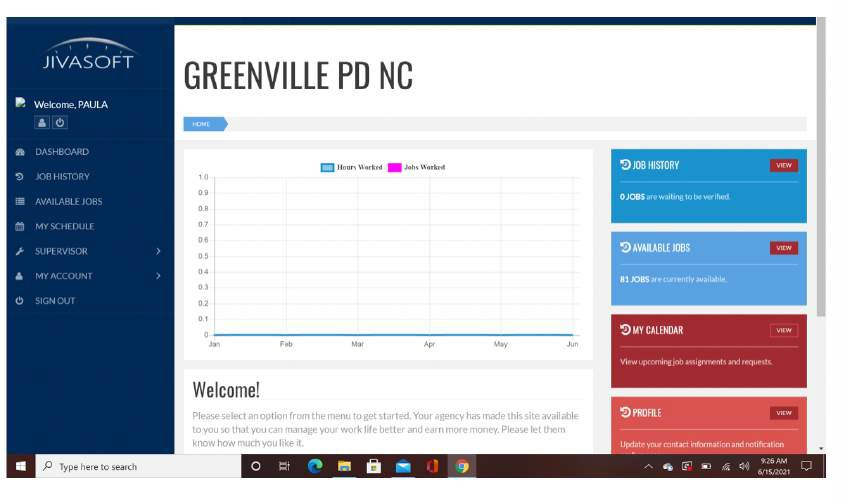 JIVASOFT
Welcome, PAULA
DASHBOARD
JOB HISTORY
AVAILABLE JOBS
MY SCHEDULE
SUPERVISOR
MY ACCOUNT
SIGN OUT
GREENVILLE PD NC
HOME
Hours Worked Jobs Worked
1.0
0.9
0.8
0.7
0.6
0.5
0.4
0.3
0.2
0.1
0
Jan Feb Mar Apr May Jun
Welcome!
Please select an option from the menu to get started. Your agency has made this site available
to you so that you can manage your work life better and earn more money. Please let them
know how much you like it.
JOB HISTORY VIEW
0 JOBS are waiting to be verified.
AVAILABLE JOBS VIEW
81 JOBS are currently available.
MY CALENDAR VIEW
View upcoming job assignments and requests.
PROFILE VIEW
Update your contact information and notification
Type here to search
9:26 AM
6/15/2021